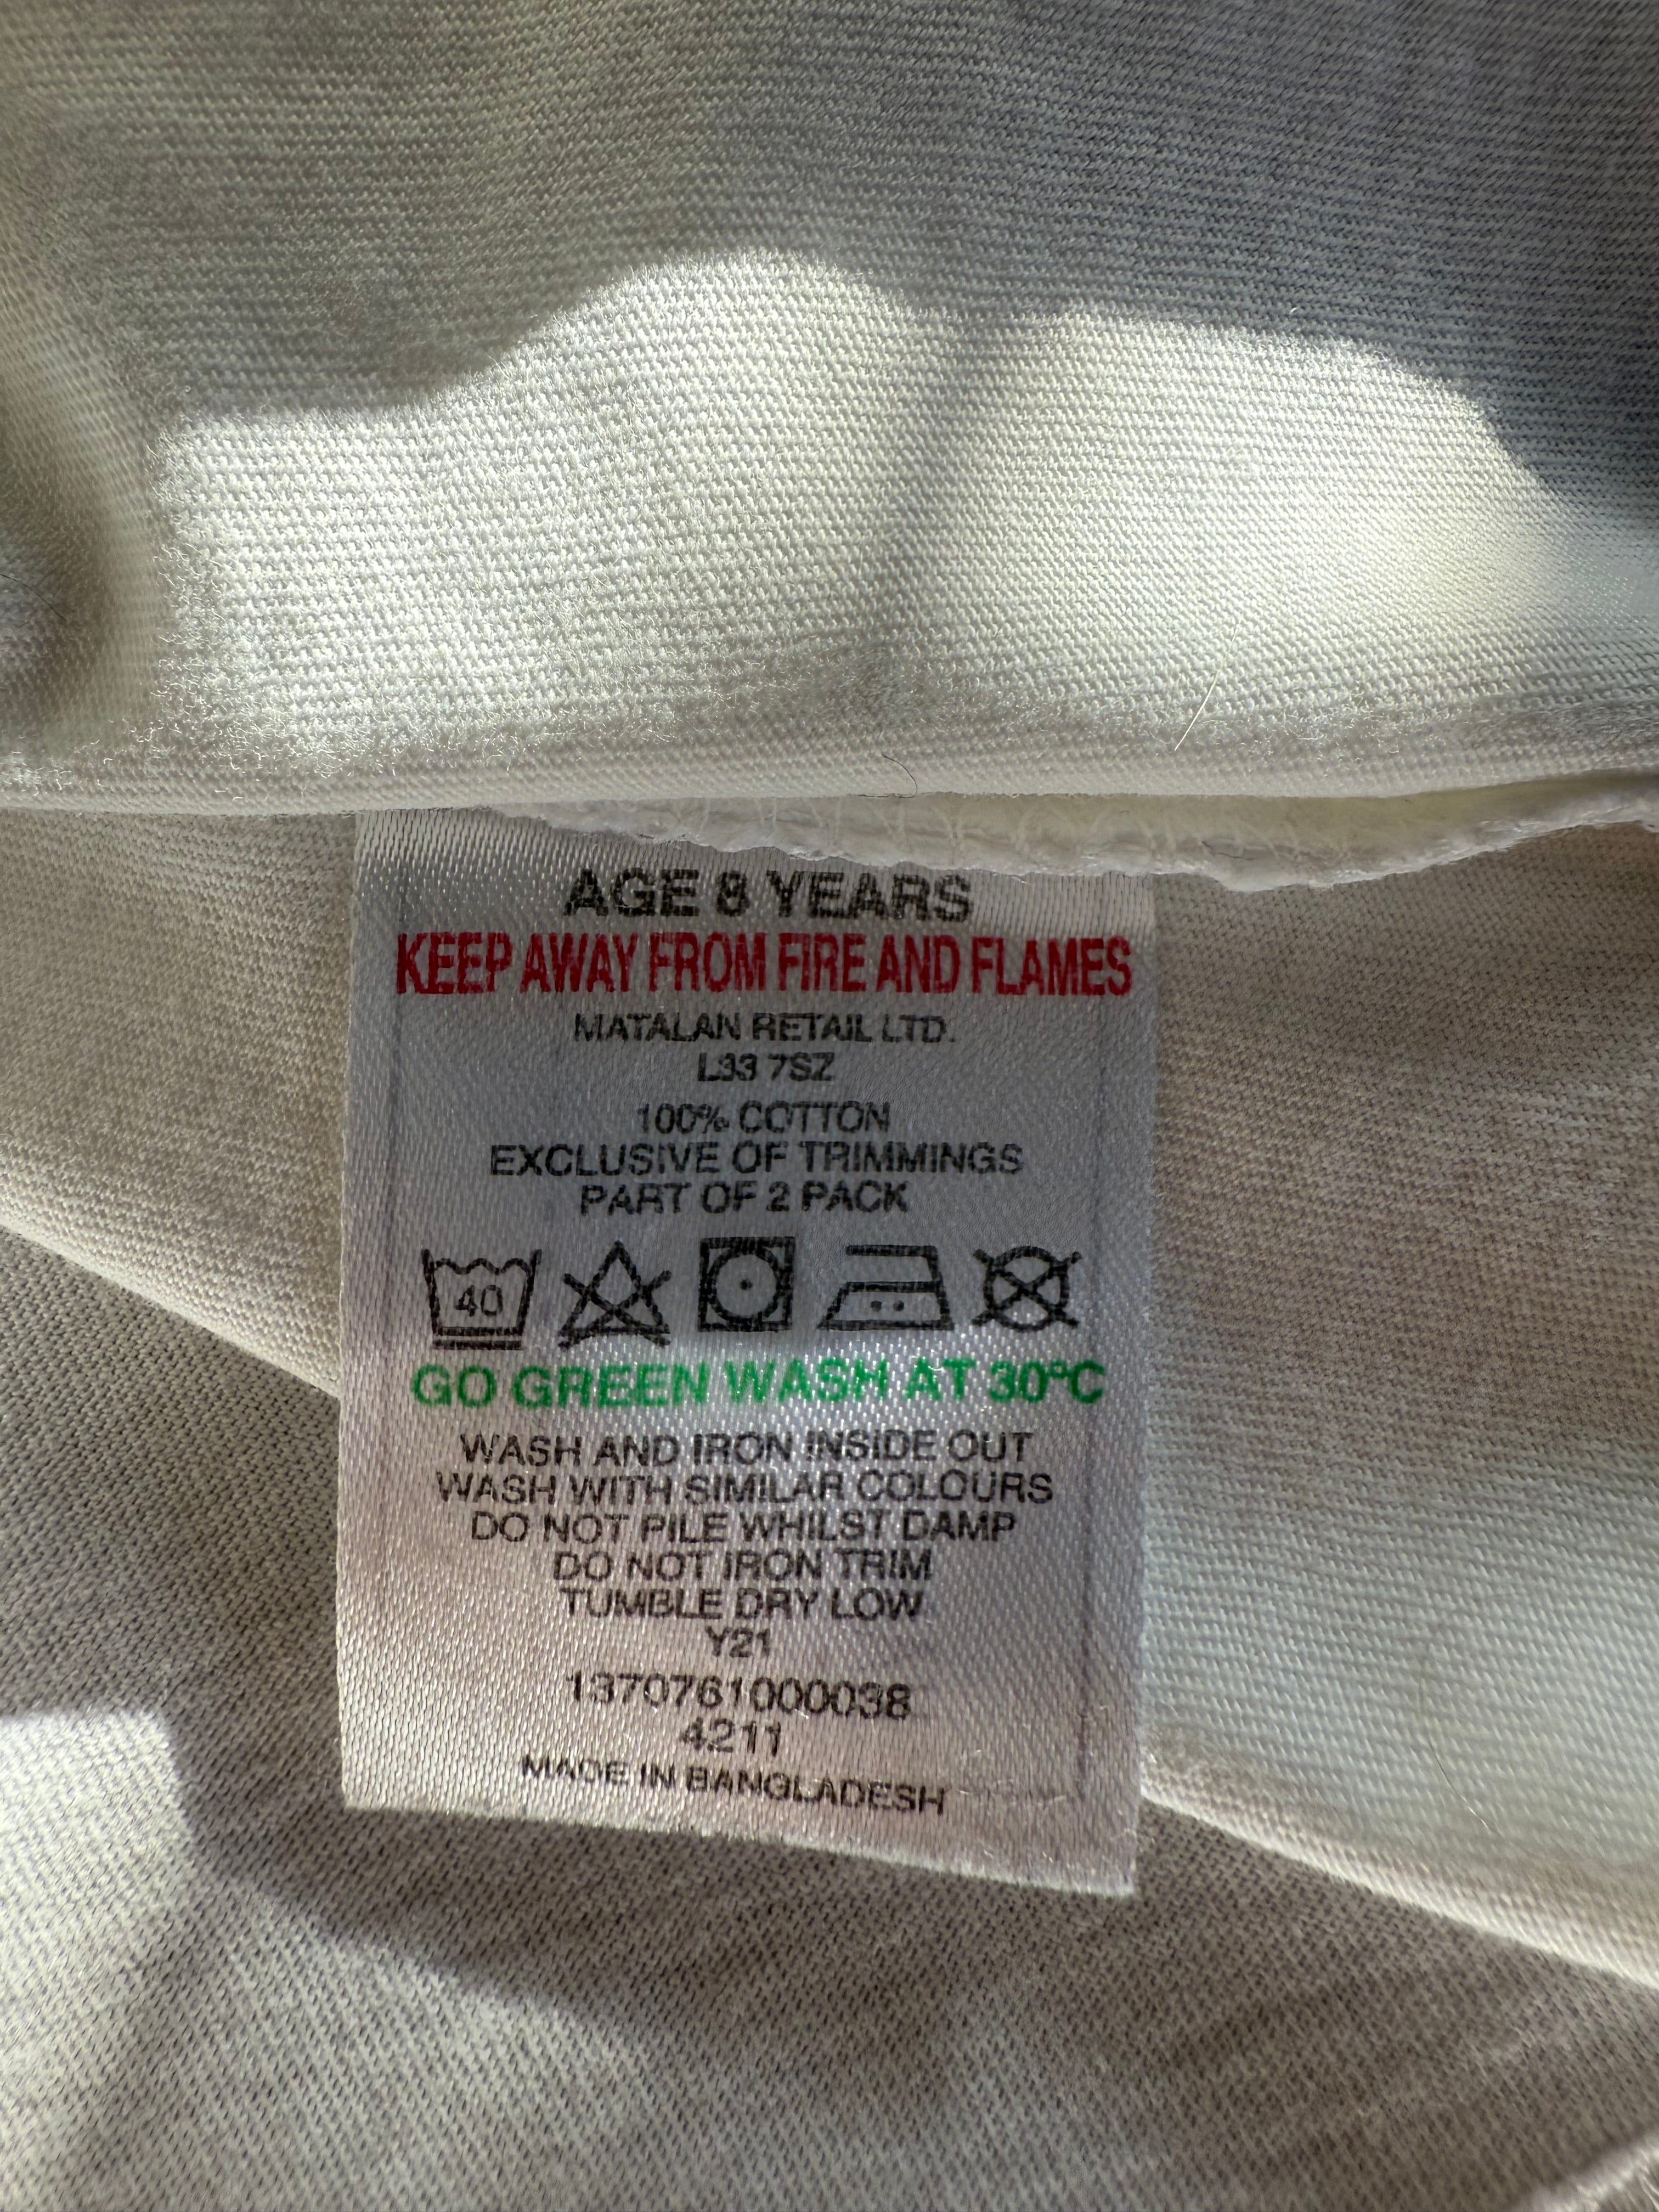 AGE 8 YEARS
KEEP AWAY FROM FIRE AND FLAMES
MATALAN RETAIL LTD.
L33 7SZ
100% COTTON
EXCLUSIVE OF TRIMMINGS
PART OF 2 PACK
40
GO GREEN WASH AT 30°C
WASH AND IRON INSIDE OUT
WASH WITH SIMILAR COLOURS
DO NOT PILE WHILST DAMP
DO NOT IRON TRIM
TUMBLE DRY LOW
Y21
1370761000038
4211
MADE IN BANGLADESH